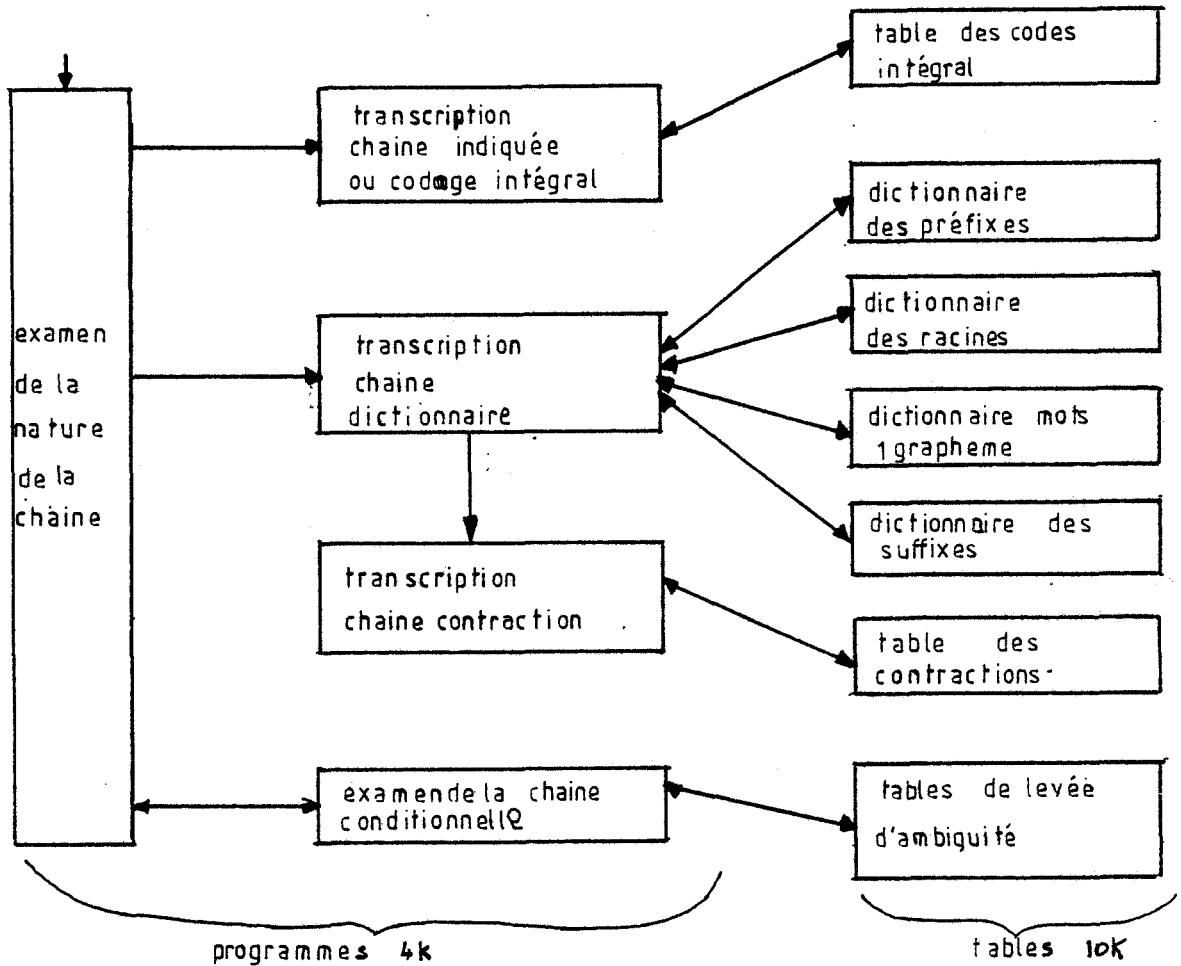 examen
de la
nature
de la
chaine
transcription
chaine indiquée
ou codage intégral
transcription
chaine
dictionnaire
transcription
chaine contraction
examen de la chaine
conditionnelle
table des codes
intégral
dictionnaire
des préfixes
dictionnaire
des racines
dictionnaire mots
1 grapheme
dictionnaire des
suffixes
table des
contractions
tables de levée
d'ambiguité
programmes 4k
tables 10K